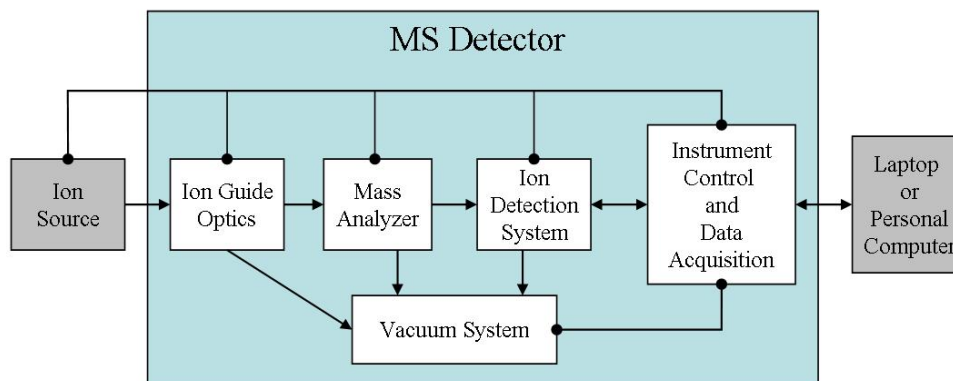 MS Detector
Ion
Source
Ion Guide
Optics
Mass
Analyzer
Ion
Detection
System
Instrument
Control
and
Data
Acquisition
Laptop
or
Personal
Computer
Vacuum System